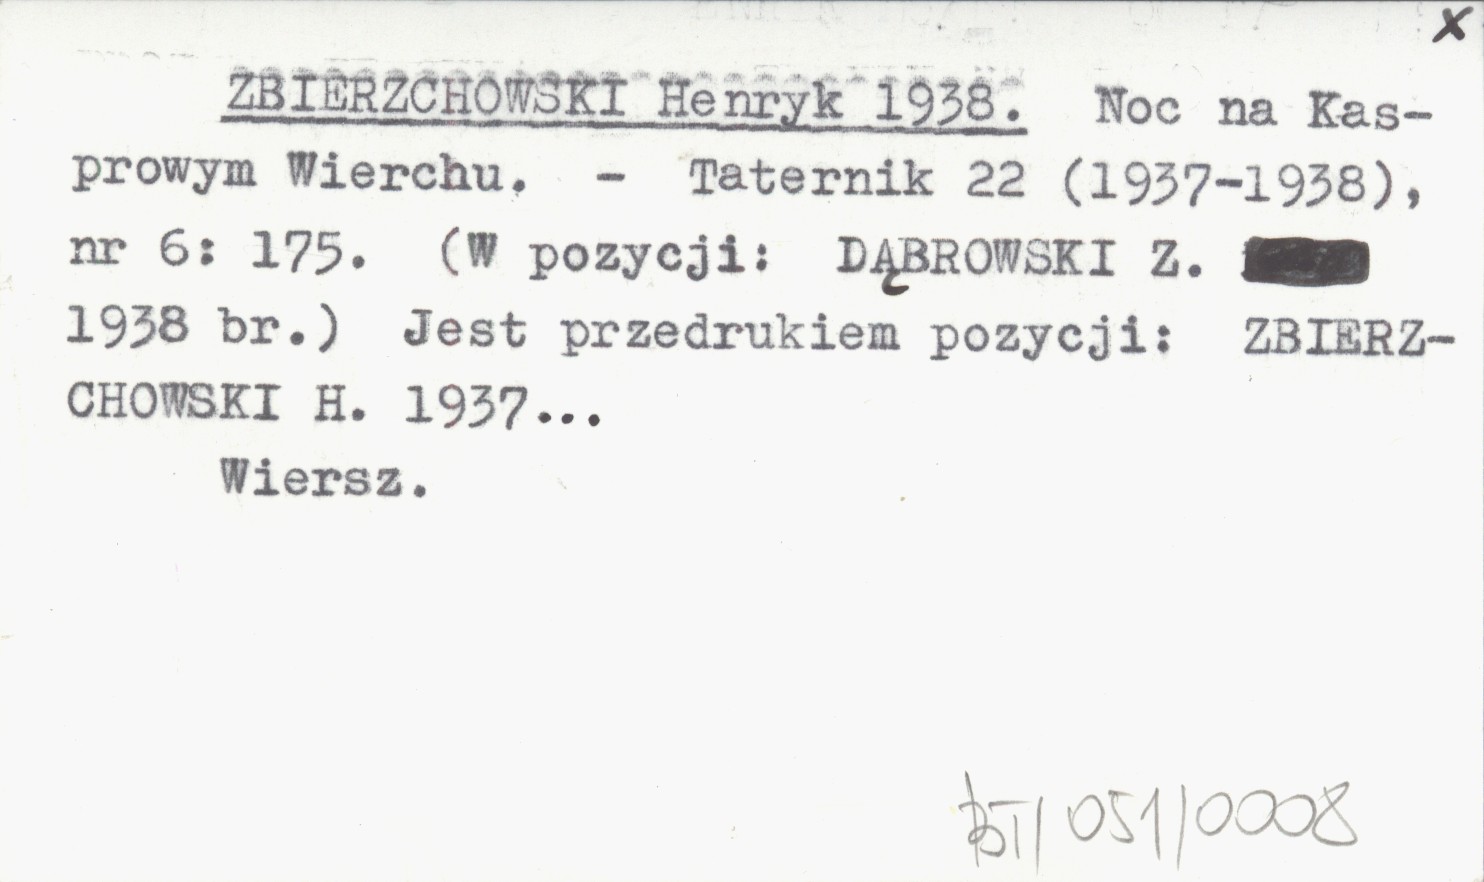 x
ZBIERZCHOWSKI Henryk 1938. Noc na Kas-
prowym Wierchu. - Taternik 22 (1937-1938),
nr 6: 175. (W pozycji: DĄBROWSKI Z.
1938 br.) Jest przedrukiem pozycji: ZBIERZ-
CHOWSKI H. 1937...
Wiersz.
BT/051/0008